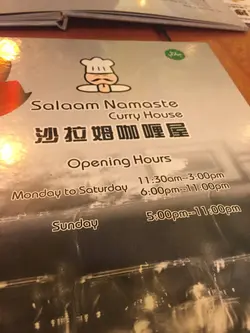 Salaam Namaste
Curry House
沙拉姆咖喱屋
Opening Hours
Monday to Saturday 11:30am-3:00pm
6:00pm-11:00pm
Sunday 5:00pm-11:00pm